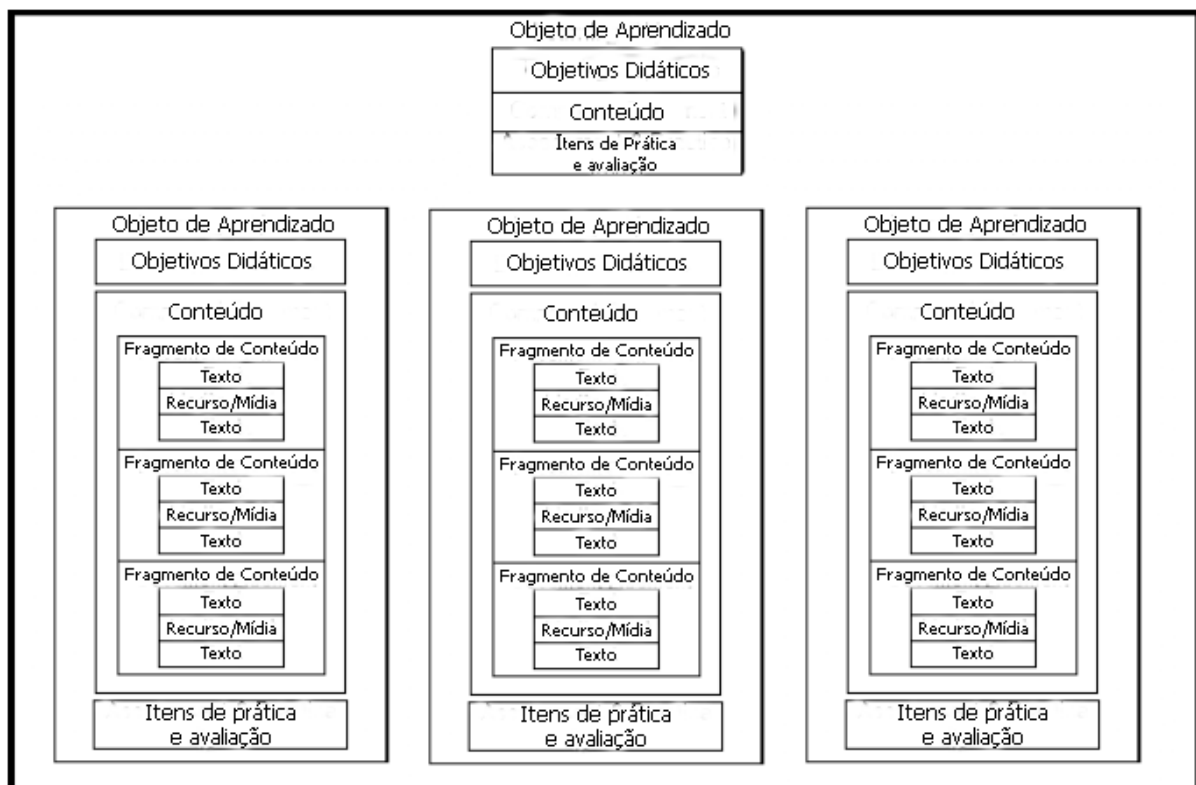 Objeto de Aprendizado
Objetivos Didáticos
Conteúdo
Ítens de Prática
e avaliação
Objeto de Aprendizado
Objetivos Didáticos
Conteúdo
Fragmento de Conteúdo
Texto
Recurso/Mídia
Texto
Fragmento de Conteúdo
Texto
Recurso/Mídia
Texto
Fragmento de Conteúdo
Texto
Recurso/Mídia
Texto
Itens de prática
e avaliação
Objeto de Aprendizado
Objetivos Didáticos
Conteúdo
Fragmento de Conteúdo
Texto
Recurso/Mídia
Texto
Fragmento de Conteúdo
Texto
Recurso/Mídia
Texto
Fragmento de Conteúdo
Texto
Recurso/Mídia
Texto
Itens de prática
e avaliação
Objeto de Aprendizado
Objetivos Didáticos
Conteúdo
Fragmento de Conteúdo
Texto
Recurso/Mídia
Texto
Fragmento de Conteúdo
Texto
Recurso/Mídia
Texto
Fragmento de Conteúdo
Texto
Recurso/Mídia
Texto
Itens de prática
e avaliação